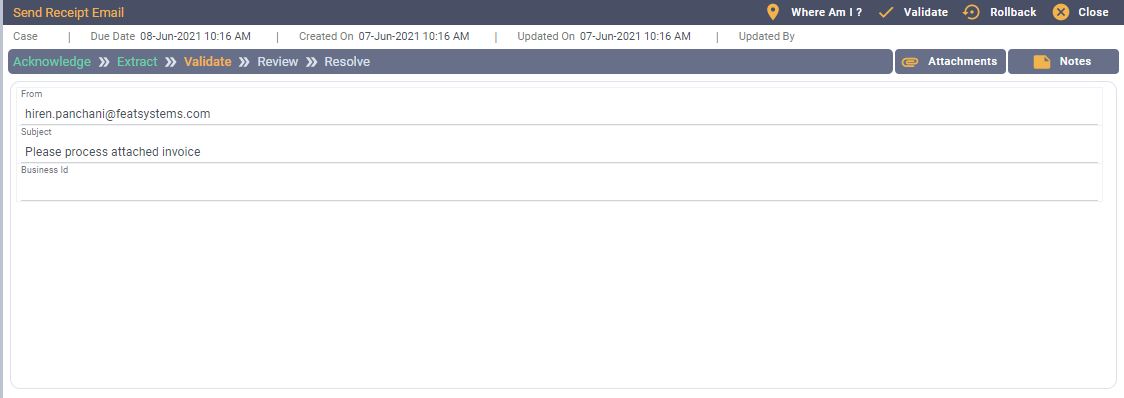 Send Receipt Email Where Am I ? Validate Rollback Close
Case | Due Date 08-Jun-2021 10:16 AM | Created On 07-Jun-2021 10:16 AM | Updated On 07-Jun-2021 10:16 AM | Updated By
Acknowledge » Extract » Validate » Review » Resolve Attachments Notes
From
hiren.panchani@featsystems.com
Subject
Please process attached invoice
Business Id